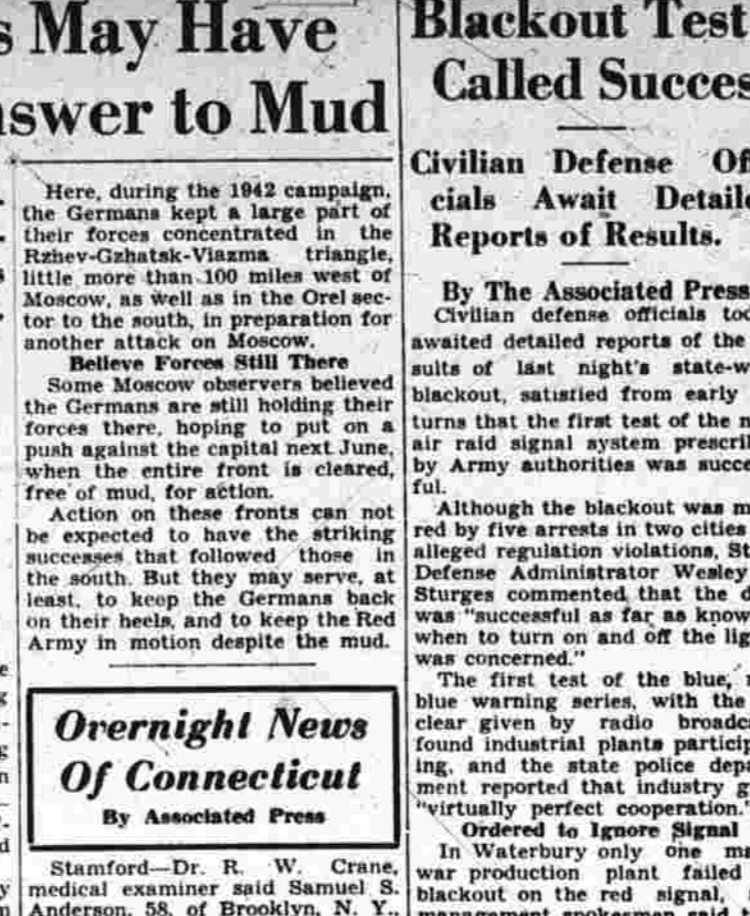 s May Have
nswer to Mud
Here, during the 1942 campaign,
the Germans kept a large part of
their forces concentrated in the
Rzhev-Gzhatsk-Viazma triangle,
little more than 100 miles west of
Moscow, as well as in the Orel sec-
tor to the south, in preparation for
another attack on Moscow.
Believe Forces Still There
Some Moscow observers believed
the Germans are still holding their
forces there, hoping to put on a
push against the capital next June,
when the entire front is cleared,
free of mud, for action.
Action on these fronts can not
be expected to have the striking
successes that followed those in
the south. But they may serve, at
least, to keep the Germans back
on their heels, and to keep the Red
Army in motion despite the mud.
Overnight News
Of Connecticut
By Associated Press
Stamford—Dr. R. W. Crane,
medical examiner said Samuel S.
Anderson, 58, of Brooklyn, N. Y.,
Blackout Test
Called Succes
Civilian Defense Of
cials Await Detaile
Reports of Results.
By The Associated Press
Civilian defense officials tod
awaited detailed reports of the
sults of last night's state-w
blackout, satisfied from early
turns that the first test of the n
air raid signal system prescri
by Army authorities was succe
ful.
Although the blackout was m
red by five arrests in two cities
alleged regulation violations, St
Defense Administrator Wesley
Sturges commented that the d
was "successful as far as know
when to turn on and off the lig
was concerned."
The first test of the blue, r
blue warning series, with the
clear given by radio broadca
found industrial plants particip
ing, and the state police depa
ment reported that industry g
"virtually perfect cooperation."
Ordered to Ignore Signal
In Waterbury only one ma
war production plant failed
blackout on the red signal,
management spokesman said